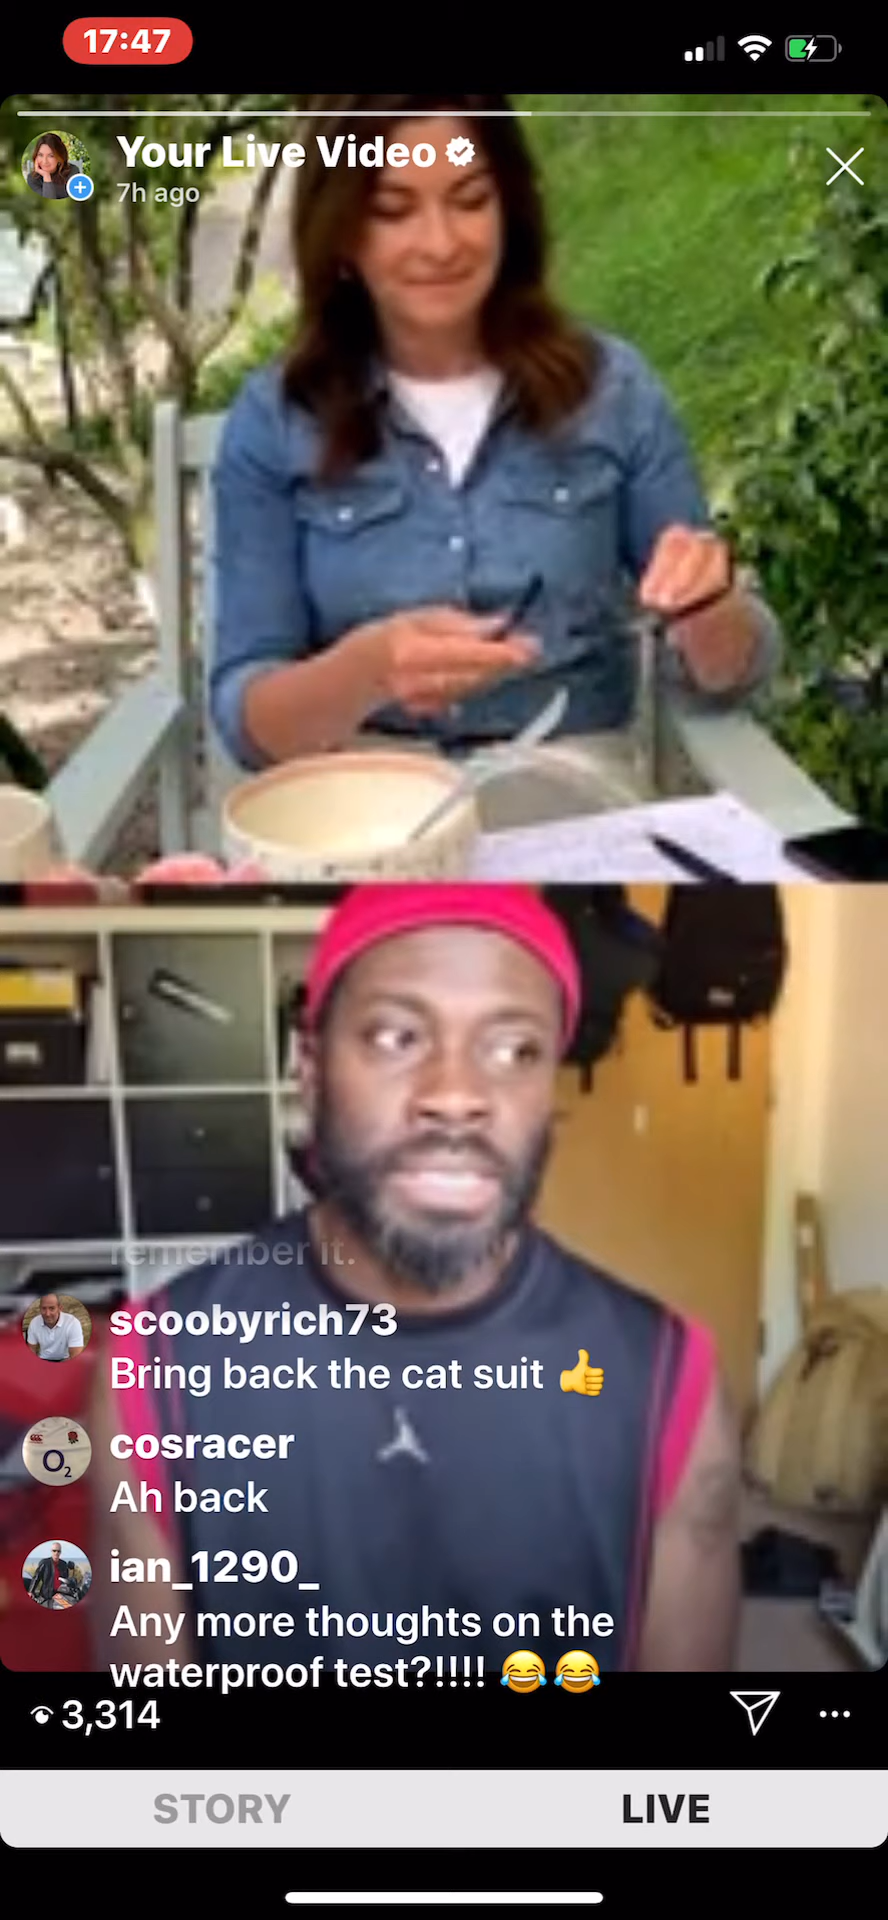 17:47
Your Live Video
7h ago
remember it.
scoobyrich73
Bring back the cat suit 👍
cosracer
O2
Ah back
ian_1290_
Any more thoughts on the
waterproof test?!!!! 😂😂
3,314
STORY
LIVE